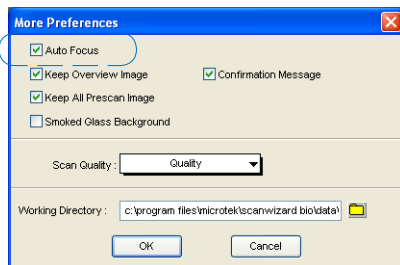 More Preferences
Auto Focus
Keep Overview Image Confirmation Message
Keep All Prescan Image
Smoked Glass Background
Scan Quality : Quality
Working Directory : c:\program files\microtek\scanwizard bio\data\
OK Cancel